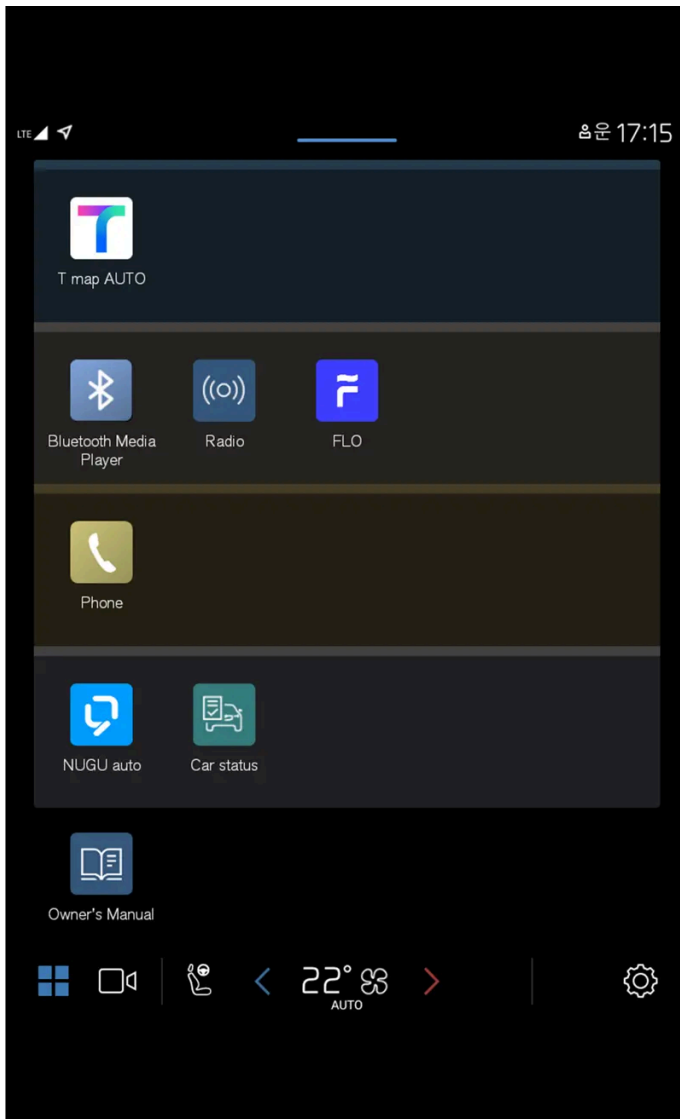 LTE
운 17:15
T map AUTO
Bluetooth Media
Player
Radio
FLO
Phone
NUGU auto
Car status
Owner's Manual
22°
AUTO